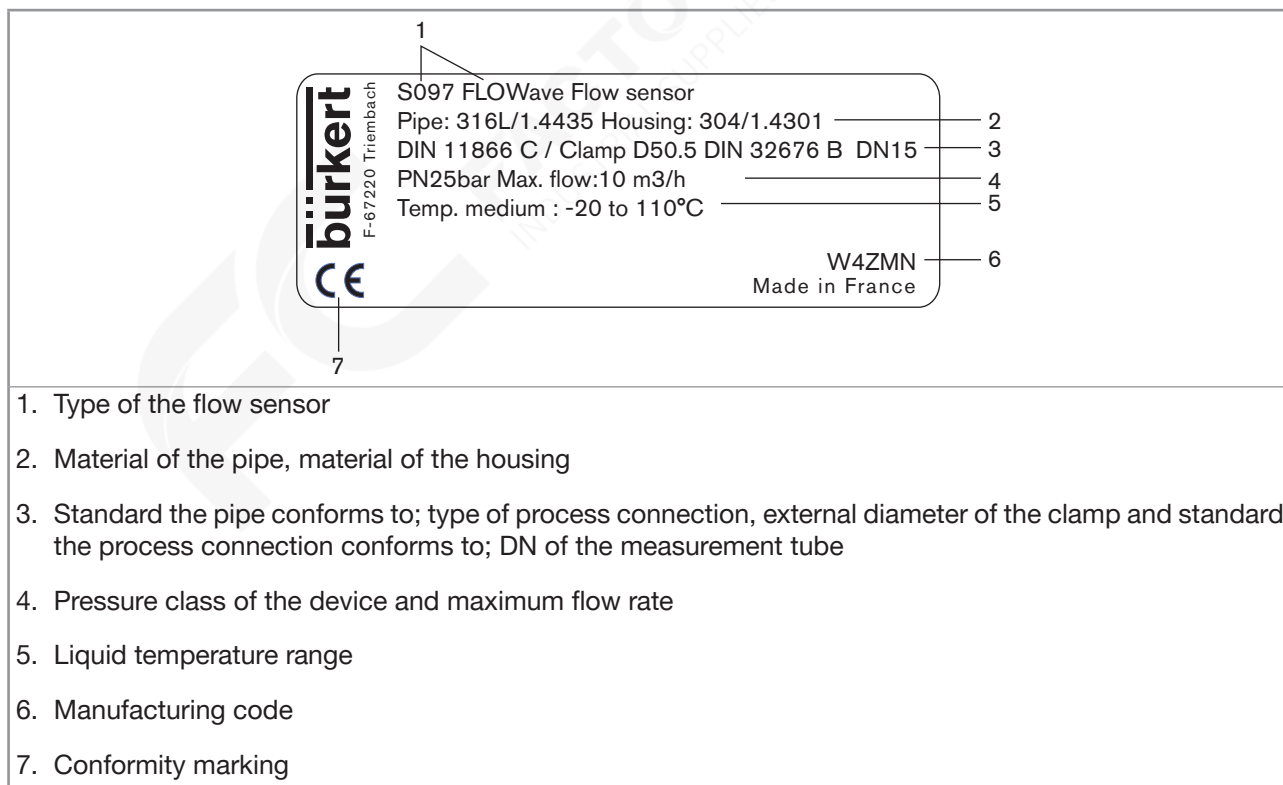 1
bürkert
F-67220 Triembach
S097 FLOWave Flow sensor
Pipe: 316L/1.4435 Housing: 304/1.4301
2
DIN 11866 C / Clamp D50.5 DIN 32676 B DN15
3
PN25bar Max. flow:10 m3/h
4
Temp. medium : -20 to 110°C
5
W4ZMN
6
Made in France
CE
7
1. Type of the flow sensor
2. Material of the pipe, material of the housing
3. Standard the pipe conforms to; type of process connection, external diameter of the clamp and standard
the process connection conforms to; DN of the measurement tube
4. Pressure class of the device and maximum flow rate
5. Liquid temperature range
6. Manufacturing code
7. Conformity marking